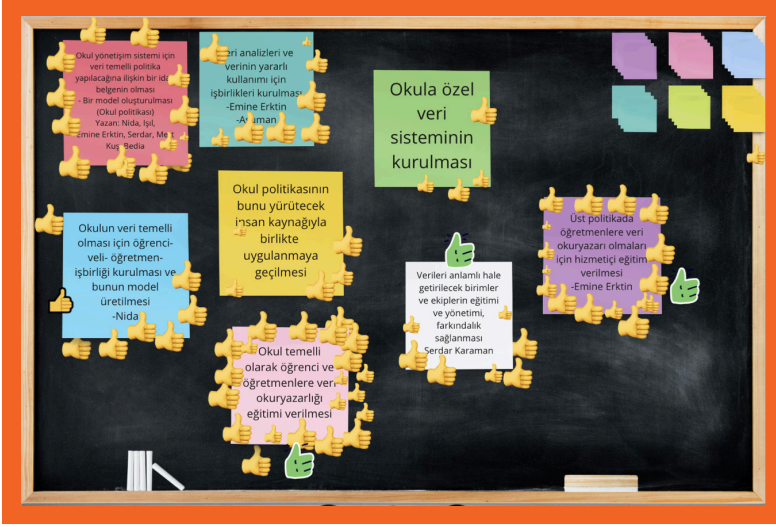 Okul yönetişim sistemi için
veri temelli politika
yapılacağına ilişkin bir
belgenin olması
- Bir model oluşturulması
(Okul politikası)
Yazan: Nida, Işıl,
Emine Erktin, Serdar,
Kuş, Bedia
veri analizleri ve
verinin yararlı
kullanımı için
işbirlikleri kurulması
-Emine Erktin
Okula özel
veri
sisteminin
kurulması
Okul politikasının
bunu yürütecek
insan kaynağıyla
birlikte
uygulanmaya
geçilmesi
Üst politikada
öğretmenlere veri
okuryazarı olmaları
için hizmetiçi eğitim
verilmesi
-Emine Erktin
Okulun veri temelli
olması için öğrenci-
veli- öğretmen-
işbirliği kurulması ve
bunun model
üretilmesi
-Nida
Verileri anlamlı hale
getirilecek birimler
ve ekiplerin eğitimi
ve yönetimi,
farkındalık
sağlanması
Serdar Karaman
Okul temelli
olarak öğrenci ve
öğretmenlere veri
okuryazarlığı
eğitimi verilmesi